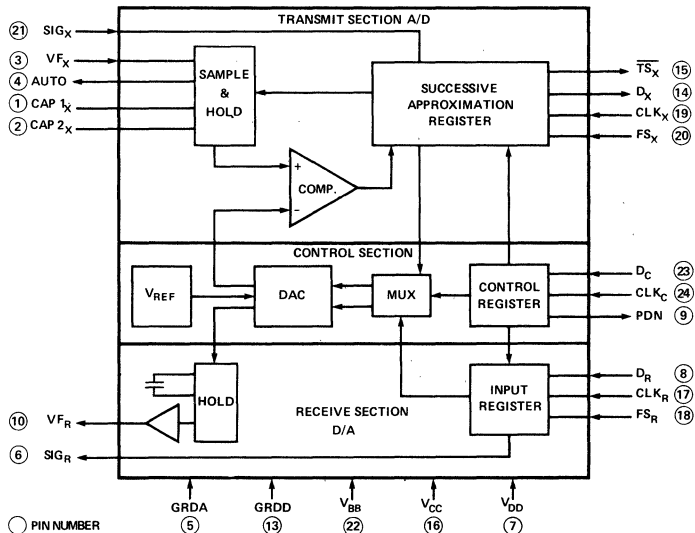 TRANSMIT SECTION A/D
21 SIGX
3 VFX
4 AUTO
1 CAP 1X
2 CAP 2X
SAMPLE
&
HOLD
SUCCESSIVE
APPROXIMATION
REGISTER
TSX 15
DX 14
CLKX 19
FSX 20
+
COMP.
−
CONTROL SECTION
VREF
DAC
MUX
CONTROL
REGISTER
DC 23
CLKC 24
PDN 9
HOLD
RECEIVE SECTION
D/A
INPUT
REGISTER
DR 8
CLKR 17
FSR 18
10 VFR
6 SIGR
GRDA
5
GRDD
13
VBB
22
VCC
16
VDD
7
PIN NUMBER